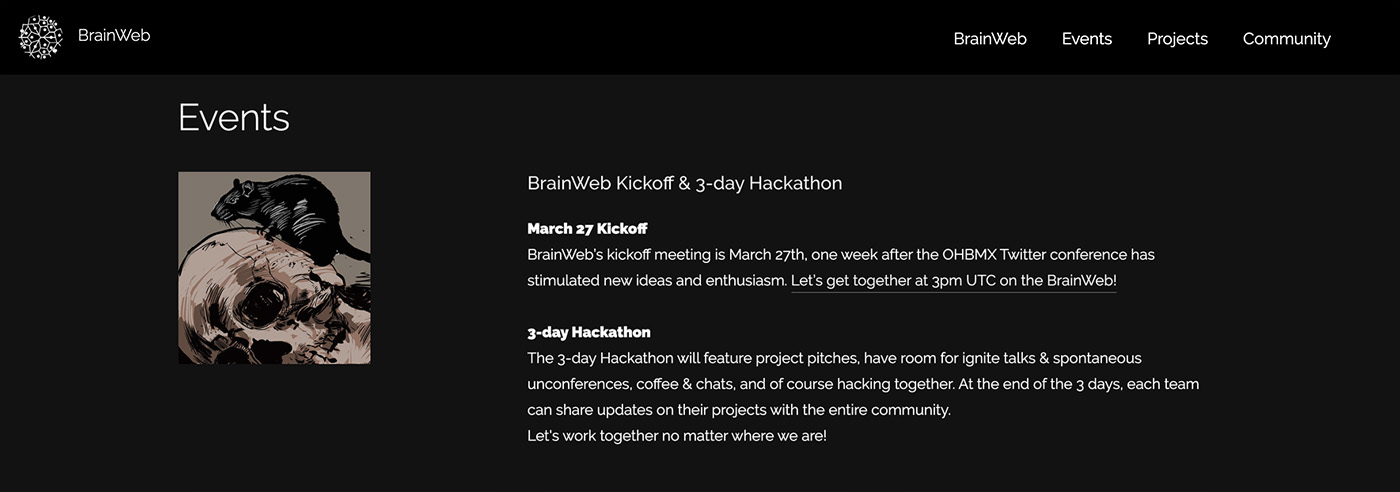 BrainWeb
BrainWeb Events Projects Community
Events
BrainWeb Kickoff & 3-day Hackathon
March 27 Kickoff
BrainWeb's kickoff meeting is March 27th, one week after the OHBMX Twitter conference has
stimulated new ideas and enthusiasm. Let's get together at 3pm UTC on the BrainWeb!
3-day Hackathon
The 3-day Hackathon will feature project pitches, have room for ignite talks & spontaneous
unconferences, coffee & chats, and of course hacking together. At the end of the 3 days, each team
can share updates on their projects with the entire community.
Let's work together no matter where we are!